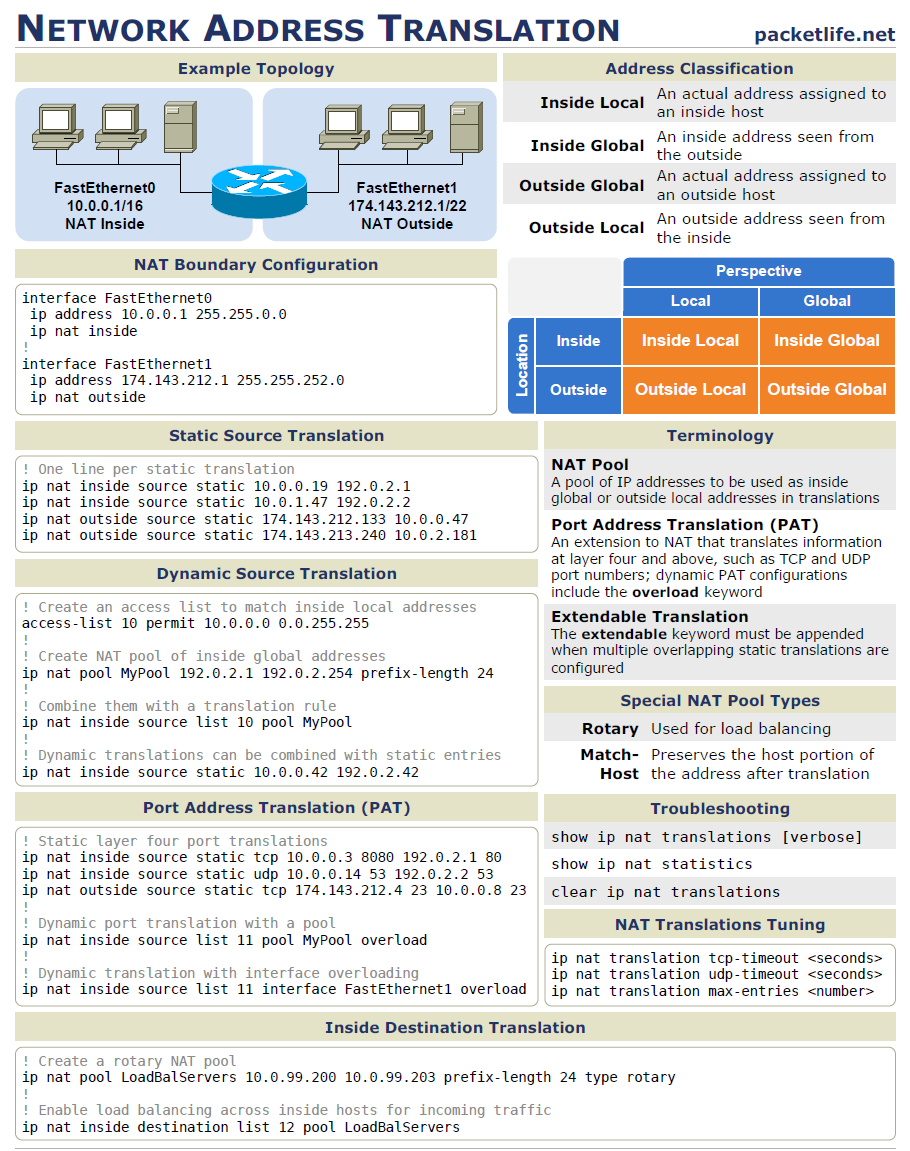 NETWORK ADDRESS TRANSLATION
packetlife.net
Example Topology
FastEthernet0
10.0.0.1/16
NAT Inside
FastEthernet1
174.143.212.1/22
NAT Outside
Address Classification
Inside Local An actual address assigned to
an inside host
Inside Global An inside address seen from
the outside
Outside Global An actual address assigned to
an outside host
Outside Local An outside address seen from
the inside
Perspective
Local Global
Location
Inside Inside Local Inside Global
Outside Outside Local Outside Global
NAT Boundary Configuration
interface FastEthernet0
 ip address 10.0.0.1 255.255.0.0
 ip nat inside
!
interface FastEthernet1
 ip address 174.143.212.1 255.255.252.0
 ip nat outside
Static Source Translation
! One line per static translation
ip nat inside source static 10.0.0.19 192.0.2.1
ip nat inside source static 10.0.1.47 192.0.2.2
ip nat outside source static 174.143.212.133 10.0.0.47
ip nat outside source static 174.143.213.240 10.0.2.181
Dynamic Source Translation
! Create an access list to match inside local addresses
access-list 10 permit 10.0.0.0 0.0.255.255
!
! Create NAT pool of inside global addresses
ip nat pool MyPool 192.0.2.1 192.0.2.254 prefix-length 24
!
! Combine them with a translation rule
ip nat inside source list 10 pool MyPool
!
! Dynamic translations can be combined with static entries
ip nat inside source static 10.0.0.42 192.0.2.42
Port Address Translation (PAT)
! Static layer four port translations
ip nat inside source static tcp 10.0.0.3 8080 192.0.2.1 80
ip nat inside source static udp 10.0.0.14 53 192.0.2.2 53
ip nat outside source static tcp 174.143.212.4 23 10.0.0.8 23
!
! Dynamic port translation with a pool
ip nat inside source list 11 pool MyPool overload
!
! Dynamic translation with interface overloading
ip nat inside source list 11 interface FastEthernet1 overload
Terminology
NAT Pool
A pool of IP addresses to be used as inside
global or outside local addresses in translations
Port Address Translation (PAT)
An extension to NAT that translates information
at layer four and above, such as TCP and UDP
port numbers; dynamic PAT configurations
include the overload keyword
Extendable Translation
The extendable keyword must be appended
when multiple overlapping static translations are
configured
Special NAT Pool Types
Rotary Used for load balancing
Match- Preserves the host portion of
Host the address after translation
Troubleshooting
show ip nat translations [verbose]
show ip nat statistics
clear ip nat translations
NAT Translations Tuning
ip nat translation tcp-timeout <seconds>
ip nat translation udp-timeout <seconds>
ip nat translation max-entries <number>
Inside Destination Translation
! Create a rotary NAT pool
ip nat pool LoadBalServers 10.0.99.200 10.0.99.203 prefix-length 24 type rotary
!
! Enable load balancing across inside hosts for incoming traffic
ip nat inside destination list 12 pool LoadBalServers